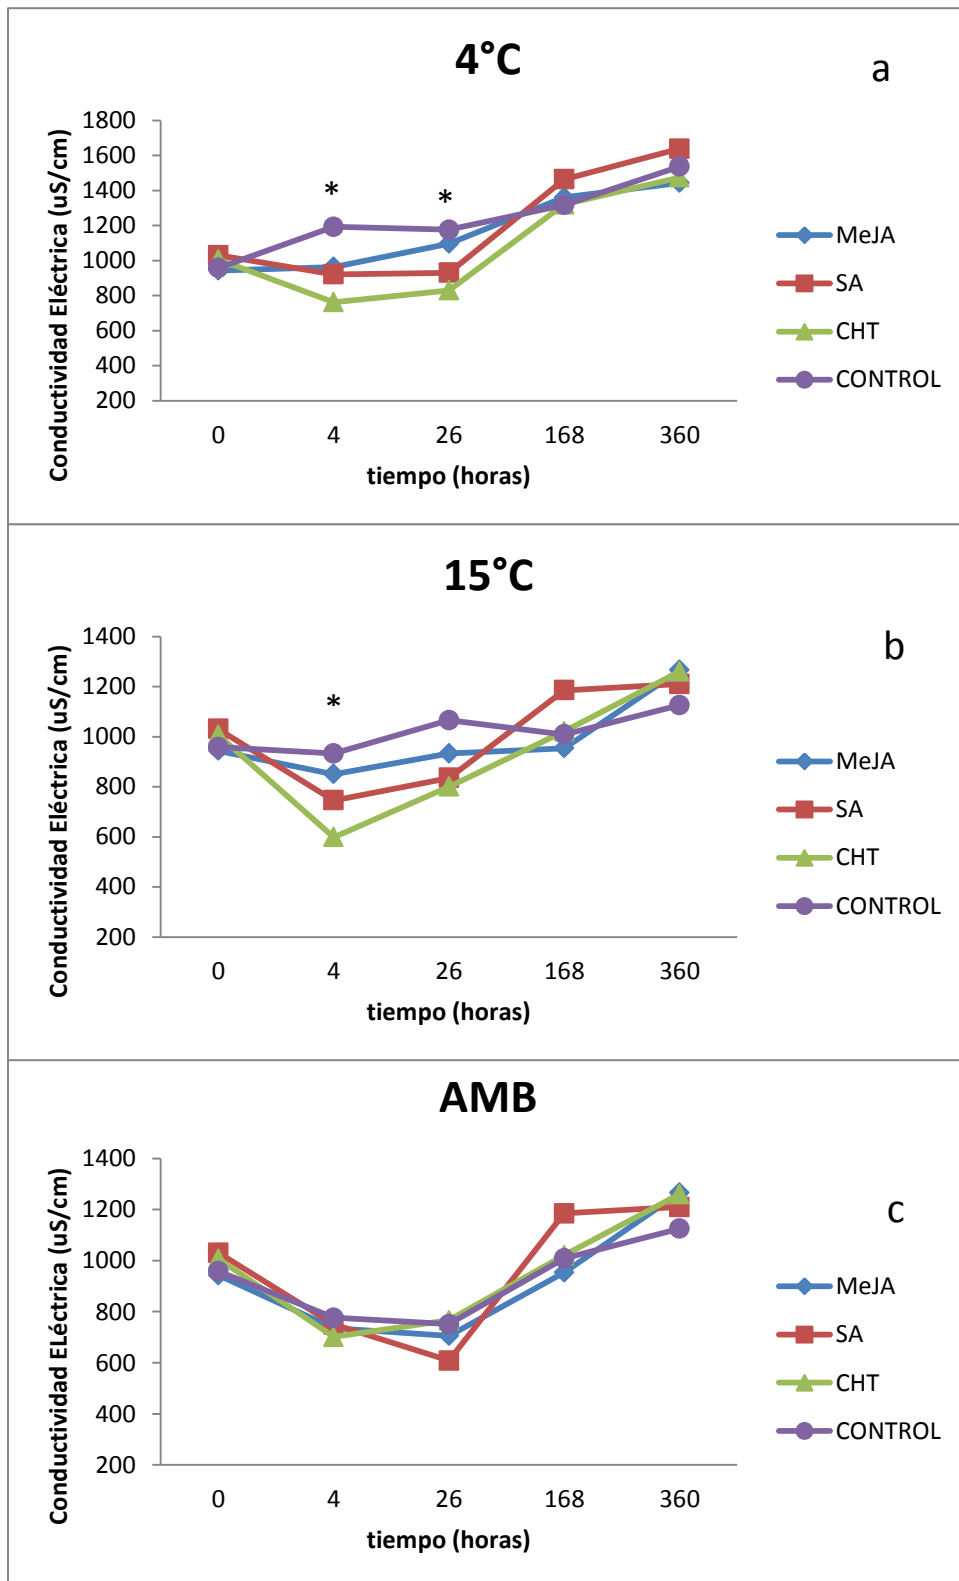 4°C
a
Conductividad Eléctrica (uS/cm)
1800
1600
1400
1200
1000
800
600
400
200
* *
0 4 26 168 360
tiempo (horas)
MeJA
SA
CHT
CONTROL
15°C
b
Conductividad Eléctrica (uS/cm)
1400
1200
1000
800
600
400
200
*
0 4 26 168 360
tiempo (horas)
MeJA
SA
CHT
CONTROL
AMB
c
Conductividad ELéctrica (uS/cm)
1400
1200
1000
800
600
400
200
0 4 26 168 360
tiempo (horas)
MeJA
SA
CHT
CONTROL